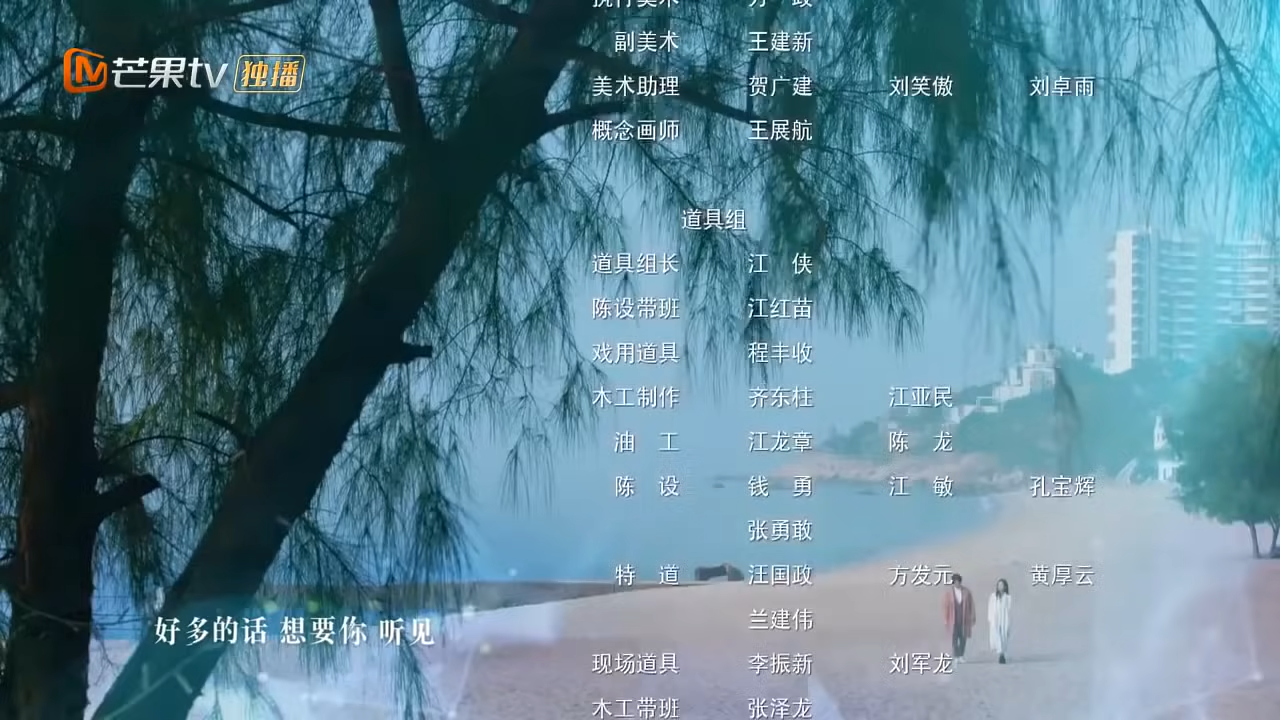 芒果tv 独播
副美术 王建新
美术助理 贺广建 刘笑傲 刘卓雨
概念画师 王展航
道具组
道具组长 江 侠
陈设带班 江红苗
戏用道具 程丰收
木工制作 齐东柱 江亚民
油 工 江龙章 陈 龙
陈 设 钱 勇 江 敏 孔宝辉
张勇敢
特 道 汪国政 方发元 黄厚云
兰建伟
现场道具 李振新 刘军龙
木工带班 张泽龙
好多的话 想要你 听见